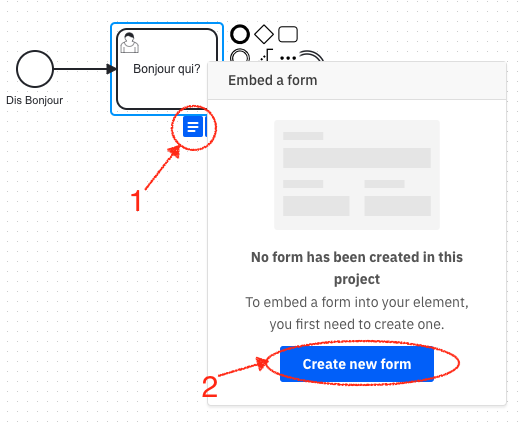 Bonjour qui?
Dis Bonjour
Embed a form
1
No form has been created in this
project
To embed a form into your element,
you first need to create one.
Create new form
2